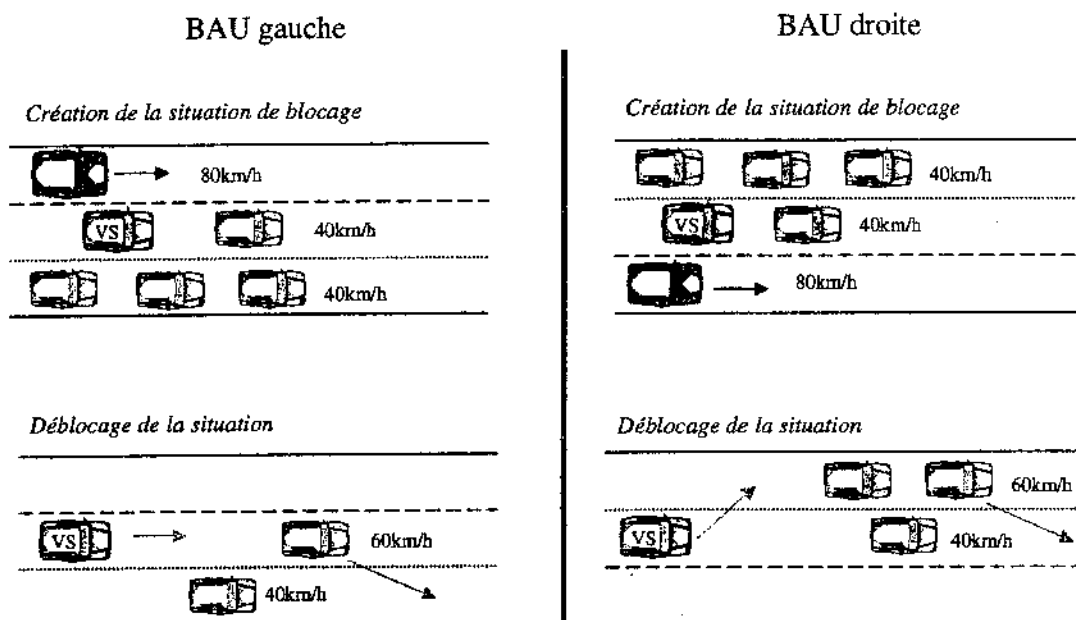 BAU gauche
Création de la situation de blocage
80km/h
VS
40km/h
40km/h
Déblocage de la situation
VS
60km/h
40km/h
BAU droite
Création de la situation de blocage
40km/h
VS
40km/h
80km/h
Déblocage de la situation
60km/h
VS
40km/h